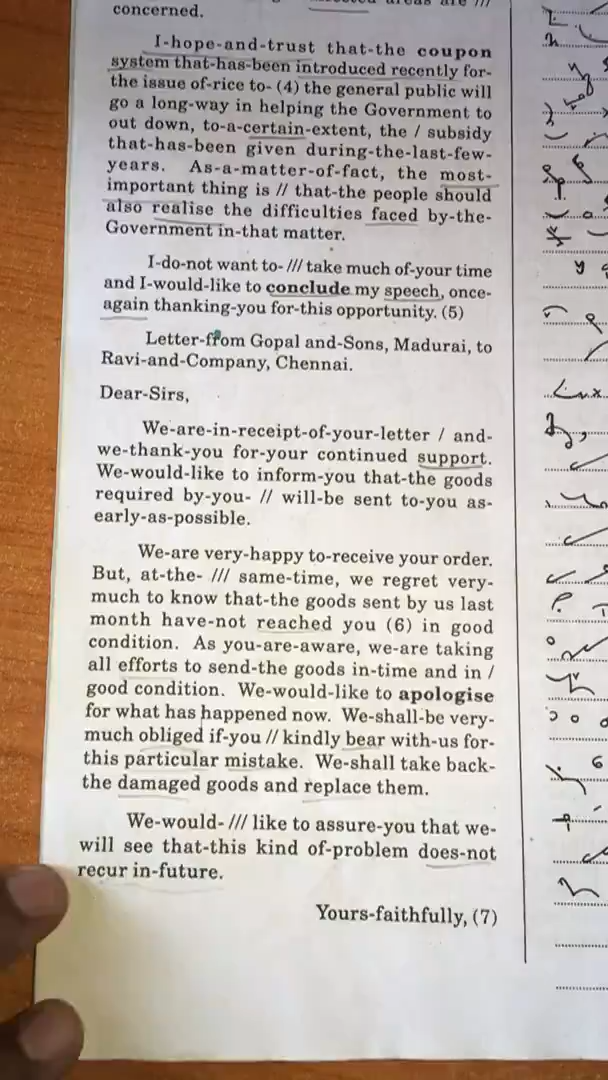 areas are ///
concerned.
I-hope-and-trust that-the coupon
system that-has-been introduced recently for-
the issue of-rice to- (4) the general public will
go a long-way in helping the Government to
out down, to-a-certain-extent, the / subsidy
that-has-been given during-the-last-few-
years. As-a-matter-of-fact, the most-
important thing is // that-the people should
also realise the difficulties faced by-the-
Government in-that matter.
I-do-not want to- /// take much of-your time
and I-would-like to conclude my speech, once-
again thanking-you for-this opportunity. (5)
Letter-from Gopal and-Sons, Madurai, to
Ravi-and-Company, Chennai.
Dear-Sirs,
We-are-in-receipt-of-your-letter / and-
we-thank-you for-your continued support.
We-would-like to inform-you that-the goods
required by-you- // will-be sent to-you as-
early-as-possible.
We-are very-happy to-receive your order.
But, at-the- /// same-time, we regret very-
much to know that-the goods sent by us last
month have-not reached you (6) in good
condition. As you-are-aware, we-are taking
all efforts to send-the goods in-time and in /
good condition. We-would-like to apologise
for what has happened now. We-shall-be very-
much obliged if-you // kindly bear with-us for-
this particular mistake. We-shall take back-
the damaged goods and replace them.
We-would- /// like to assure-you that we-
will see that-this kind of-problem does-not
recur in-future.
Yours-faithfully, (7)